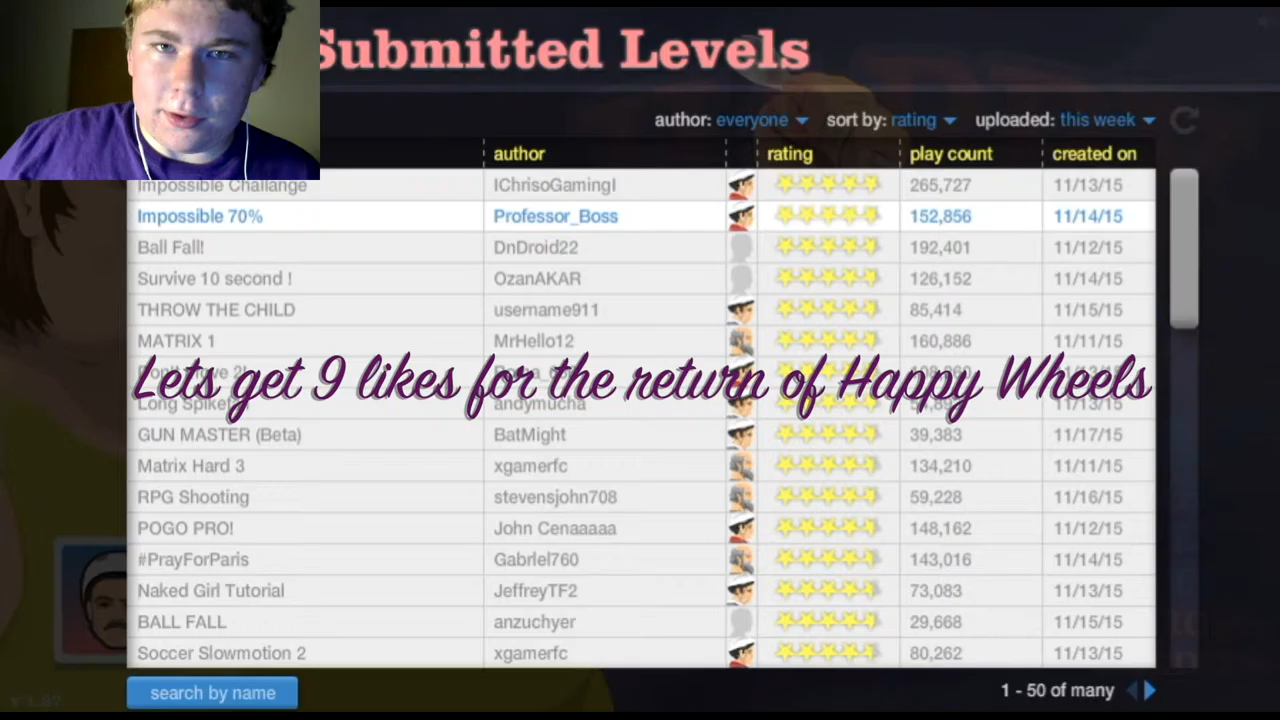 Submitted Levels
author: everyone sort by: rating uploaded: this week
author rating play count created on
Impossible Challange IChrisoGamingI 265,727 11/13/15
Impossible 70% Professor_Boss 152,856 11/14/15
Ball Fall! DnDroid22 192,401 11/12/15
Survive 10 second ! OzanAKAR 126,152 11/14/15
THROW THE CHILD username911 85,414 11/15/15
MATRIX 1 MrHello12 160,886 11/11/15
Lets get 9 likes for the return of Happy Wheels
andymucha 11/13/15
GUN MASTER (Beta) BatMight 39,383 11/17/15
Matrix Hard 3 xgamerfc 134,210 11/11/15
RPG Shooting stevensjohn708 59,228 11/16/15
POGO PRO! John Cenaaaaa 148,162 11/12/15
#PrayForParis Gabriel760 143,016 11/14/15
Naked Girl Tutorial JeffreyTF2 73,083 11/12/15
BALL FALL anzuchyer 29,668 11/15/15
Soccer Slowmotion 2 xgamerfc 80,262 11/13/15
search by name 1 - 50 of many